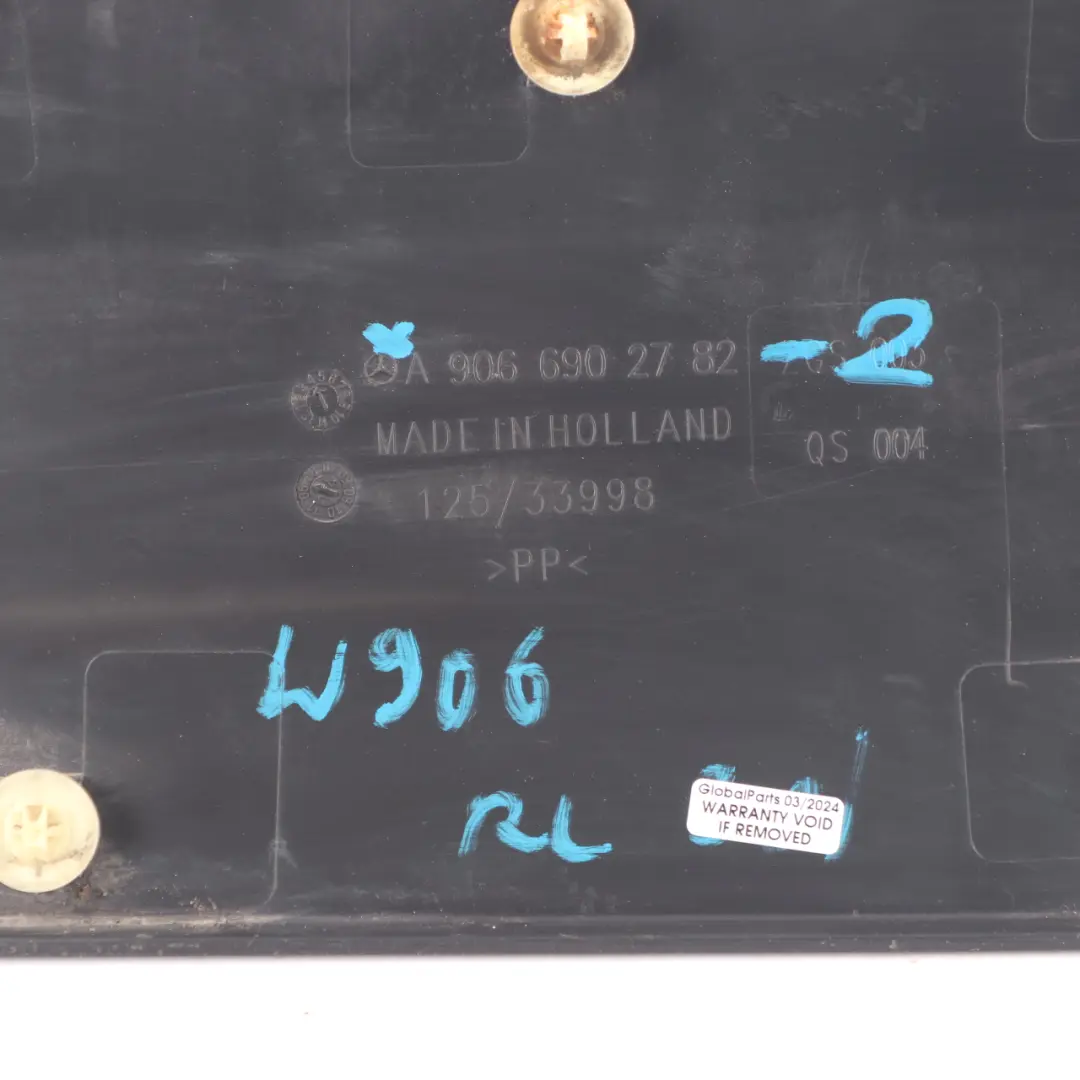 A 906 690 27 82
-2
MADE IN HOLLAND
QS 004
125/33998
>PP<
W906
RL
GlobalParts 03/2024
WARRANTY VOID
IF REMOVED